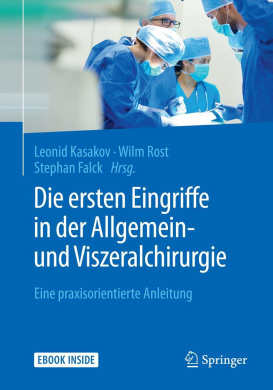 Leonid Kasakov · Wilm Rost
Stephan Falck Hrsg.
Die ersten Eingriffe
in der Allgemein-
und Viszeralchirurgie
Eine praxisorientierte Anleitung
EBOOK INSIDE
Springer